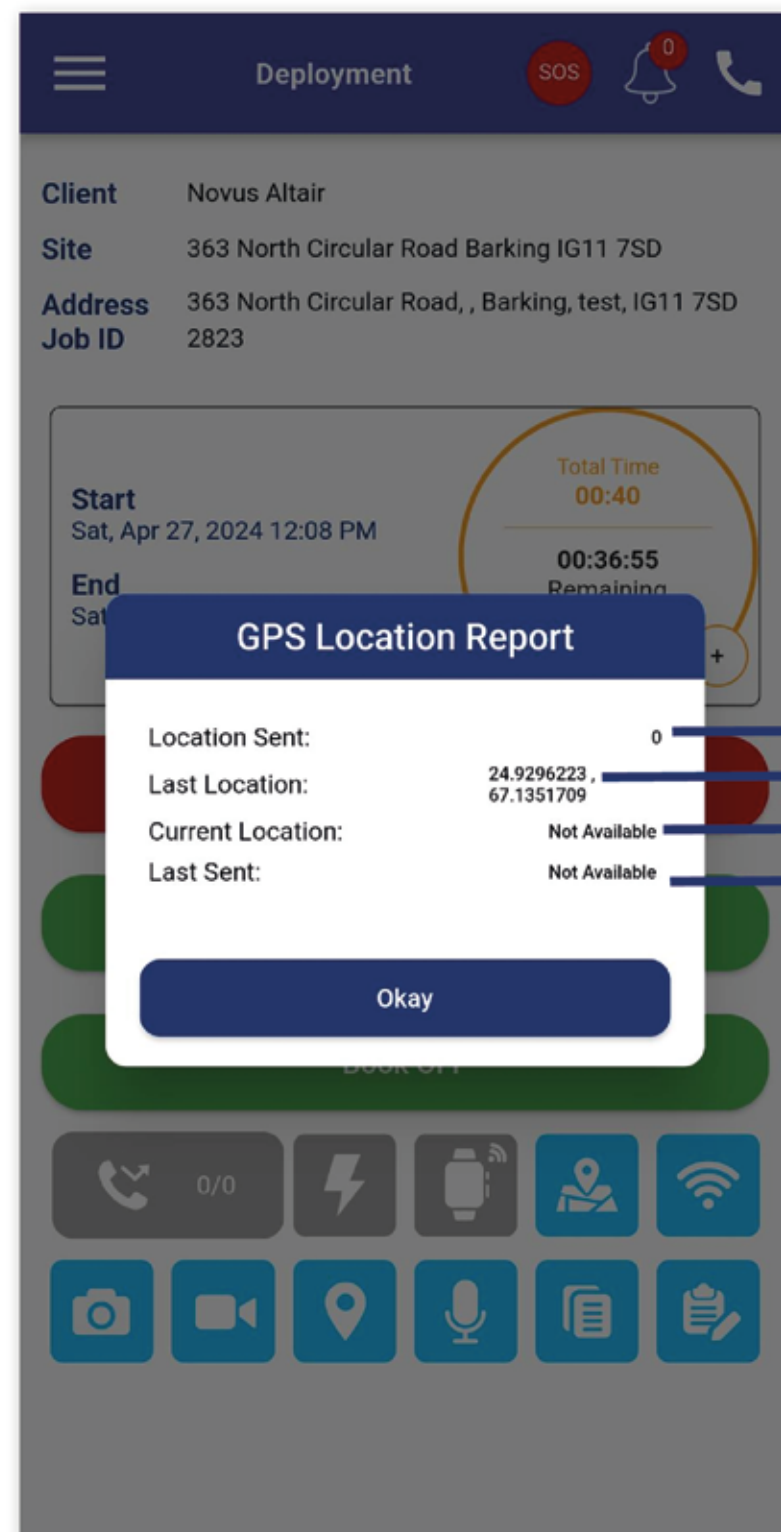 Deployment
SOS
0
Client Novus Altair
Site 363 North Circular Road Barking IG11 7SD
Address 363 North Circular Road, , Barking, test, IG11 7SD
Job ID 2823
Total Time
00:40
Start
Sat, Apr 27, 2024 12:08 PM
00:36:55
Remaining
End
Sat
+
GPS Location Report
Location Sent: 0
Last Location: 24.9296223 ,
67.1351709
Current Location: Not Available
Last Sent: Not Available
Okay
Book OFF
0/0